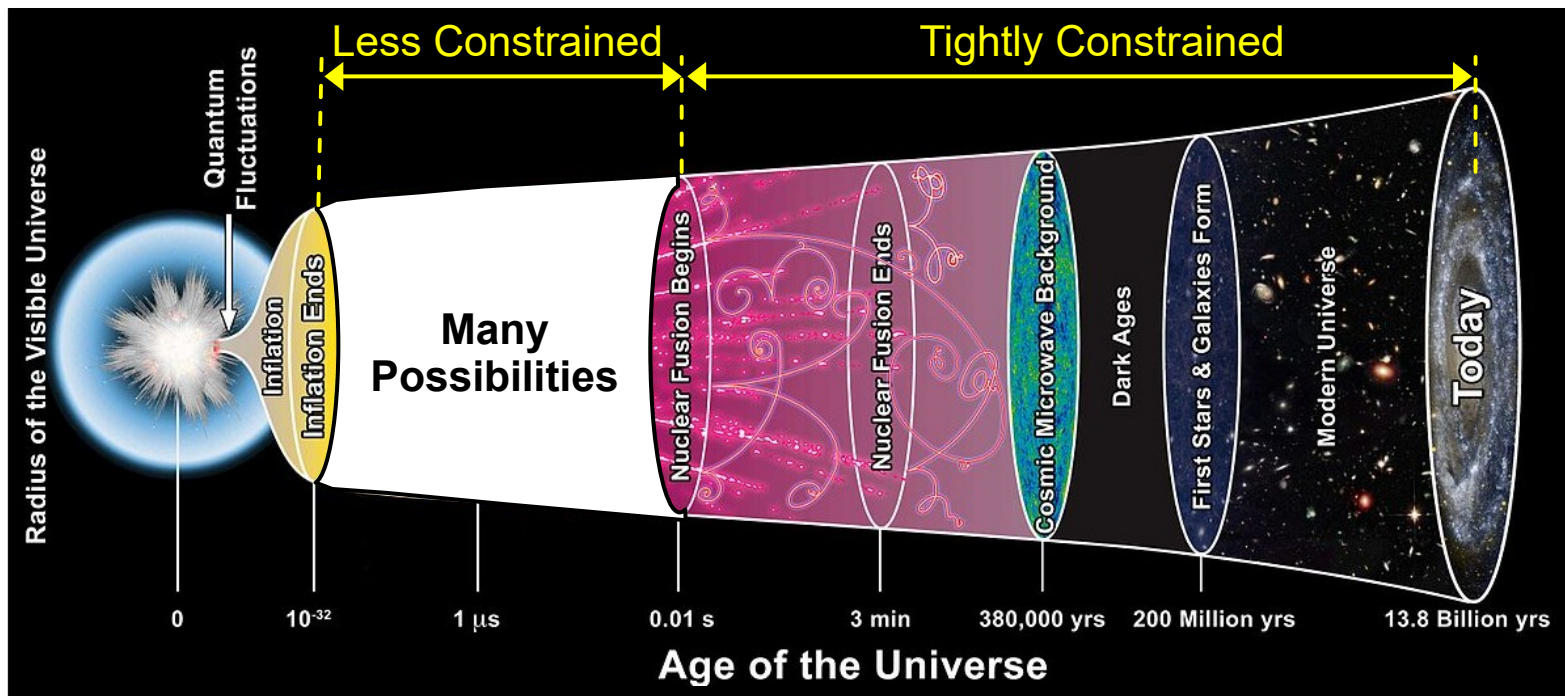 Less Constrained
Tightly Constrained
Quantum
Fluctuations
Radius of the Visible Universe
Inflation
Inflation Ends
Many
Possibilities
Nuclear Fusion Begins
Nuclear Fusion Ends
Cosmic Microwave Background
Dark Ages
First Stars & Galaxies Form
Modern Universe
Today
0
10⁻³²
1 μs
0.01 s
3 min
380,000 yrs
200 Million yrs
13.8 Billion yrs
Age of the Universe